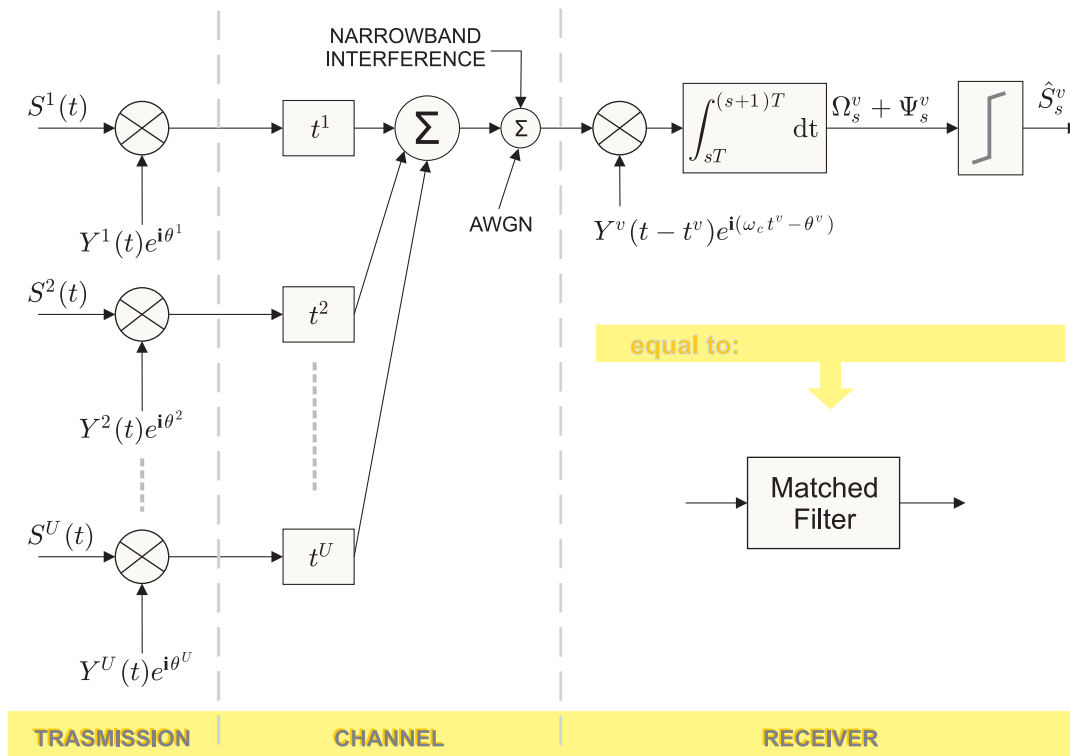 NARROWBAND
INTERFERENCE
S^1(t)
t^1
Σ
Σ
∫_{sT}^{(s+1)T} dt
Ω_s^v + Ψ_s^v
Ŝ_s^v
Y^1(t)e^{iθ^1}
AWGN
Y^v(t − t^v)e^{i(ω_c t^v − θ^v)}
S^2(t)
t^2
equal to:
Y^2(t)e^{iθ^2}
Matched
Filter
S^U(t)
t^U
Y^U(t)e^{iθ^U}
TRASMISSION
CHANNEL
RECEIVER